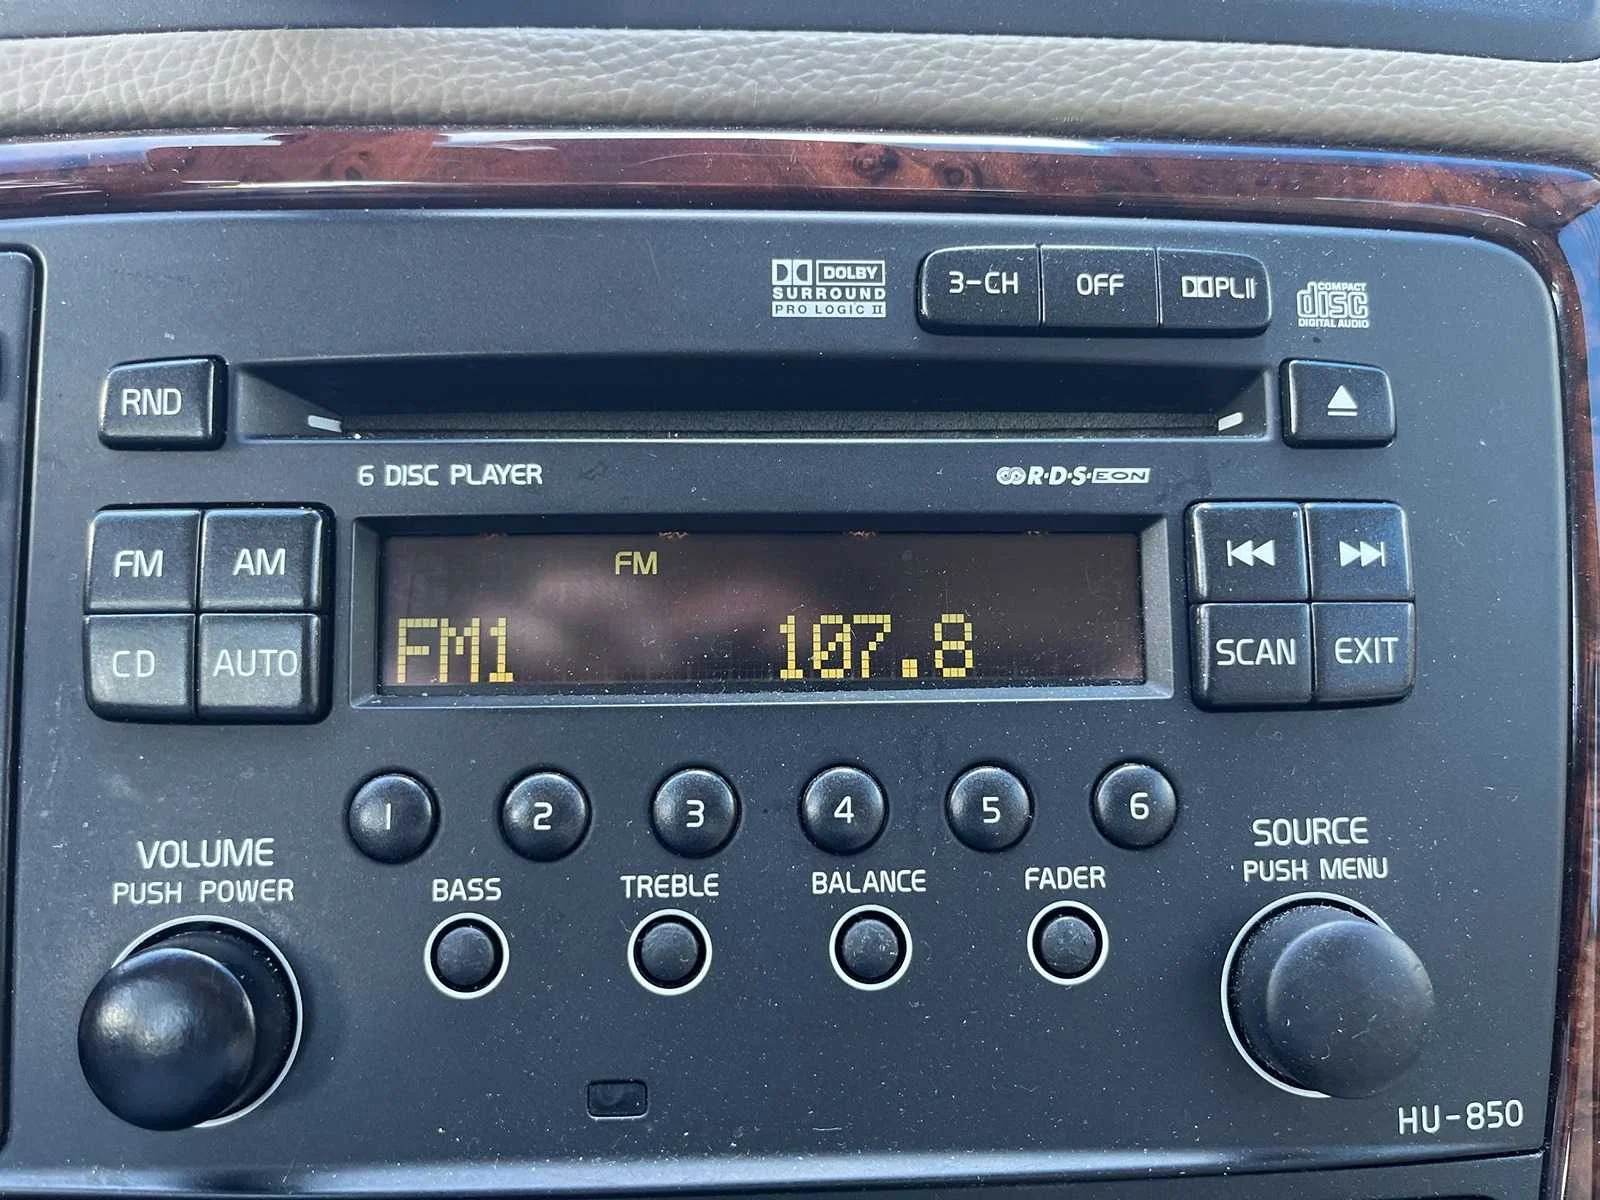 DOLBY
SURROUND
PRO LOGIC II
3-CH
OFF
PLII
COMPACT
disc
DIGITAL AUDIO
RND
6 DISC PLAYER
R·D·S·EON
FM
AM
CD
AUTO
FM
FM1 107.8
SCAN
EXIT
1
2
3
4
5
6
VOLUME
PUSH POWER
BASS
TREBLE
BALANCE
FADER
SOURCE
PUSH MENU
HU-850